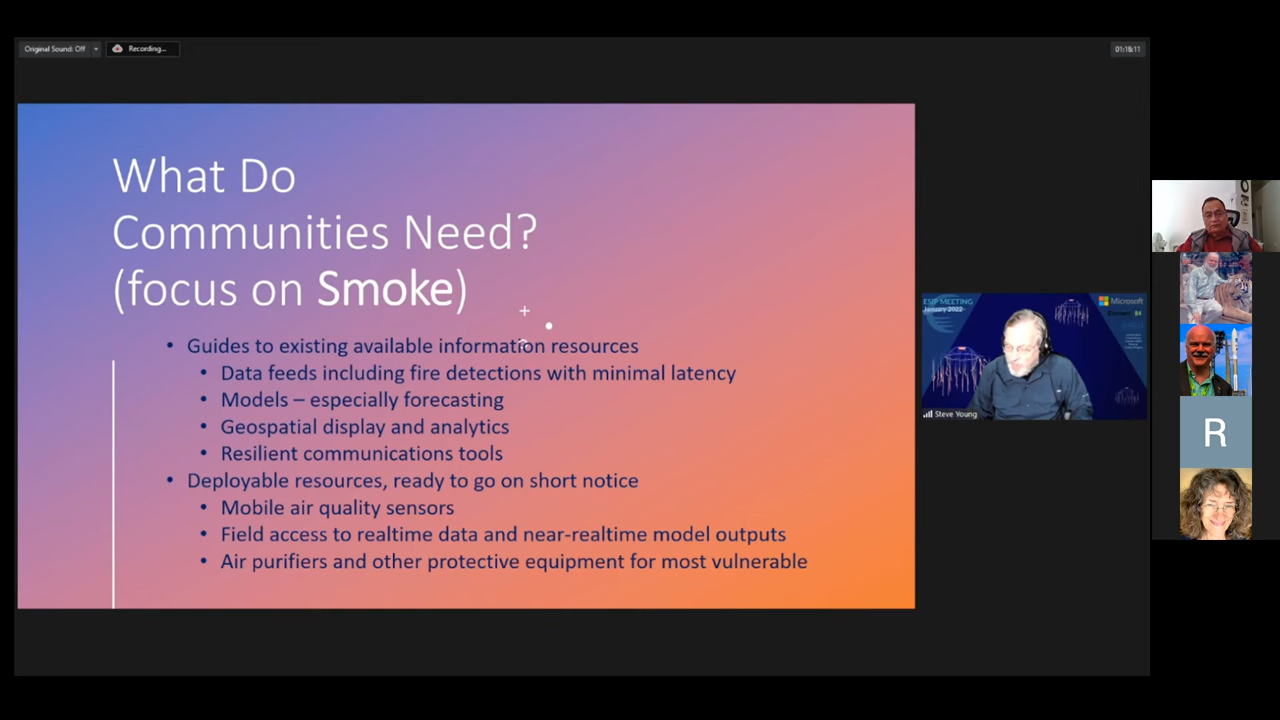 Original Sound: Off
Recording...
01:18:11
What Do
Communities Need?
(focus on Smoke)
• Guides to existing available information resources
• Data feeds including fire detections with minimal latency
• Models – especially forecasting
• Geospatial display and analytics
• Resilient communications tools
• Deployable resources, ready to go on short notice
• Mobile air quality sensors
• Field access to realtime data and near-realtime model outputs
• Air purifiers and other protective equipment for most vulnerable
ESIP MEETING
January 2022
Microsoft
Element 84
Steve Young
R